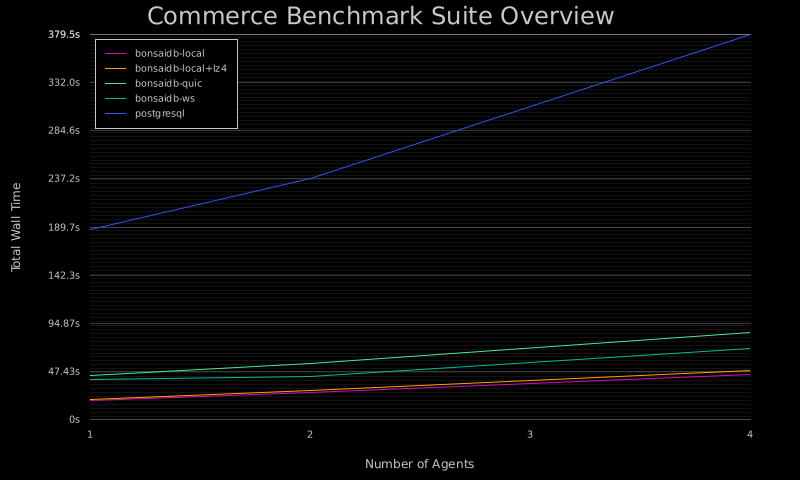 Commerce Benchmark Suite Overview
379.5s
332.0s
284.6s
237.2s
189.7s
142.3s
94.87s
47.43s
0s
bonsaidb-local
bonsaidb-local+lz4
bonsaidb-quic
bonsaidb-ws
postgresql
Total Wall Time
1 2 3 4
Number of Agents